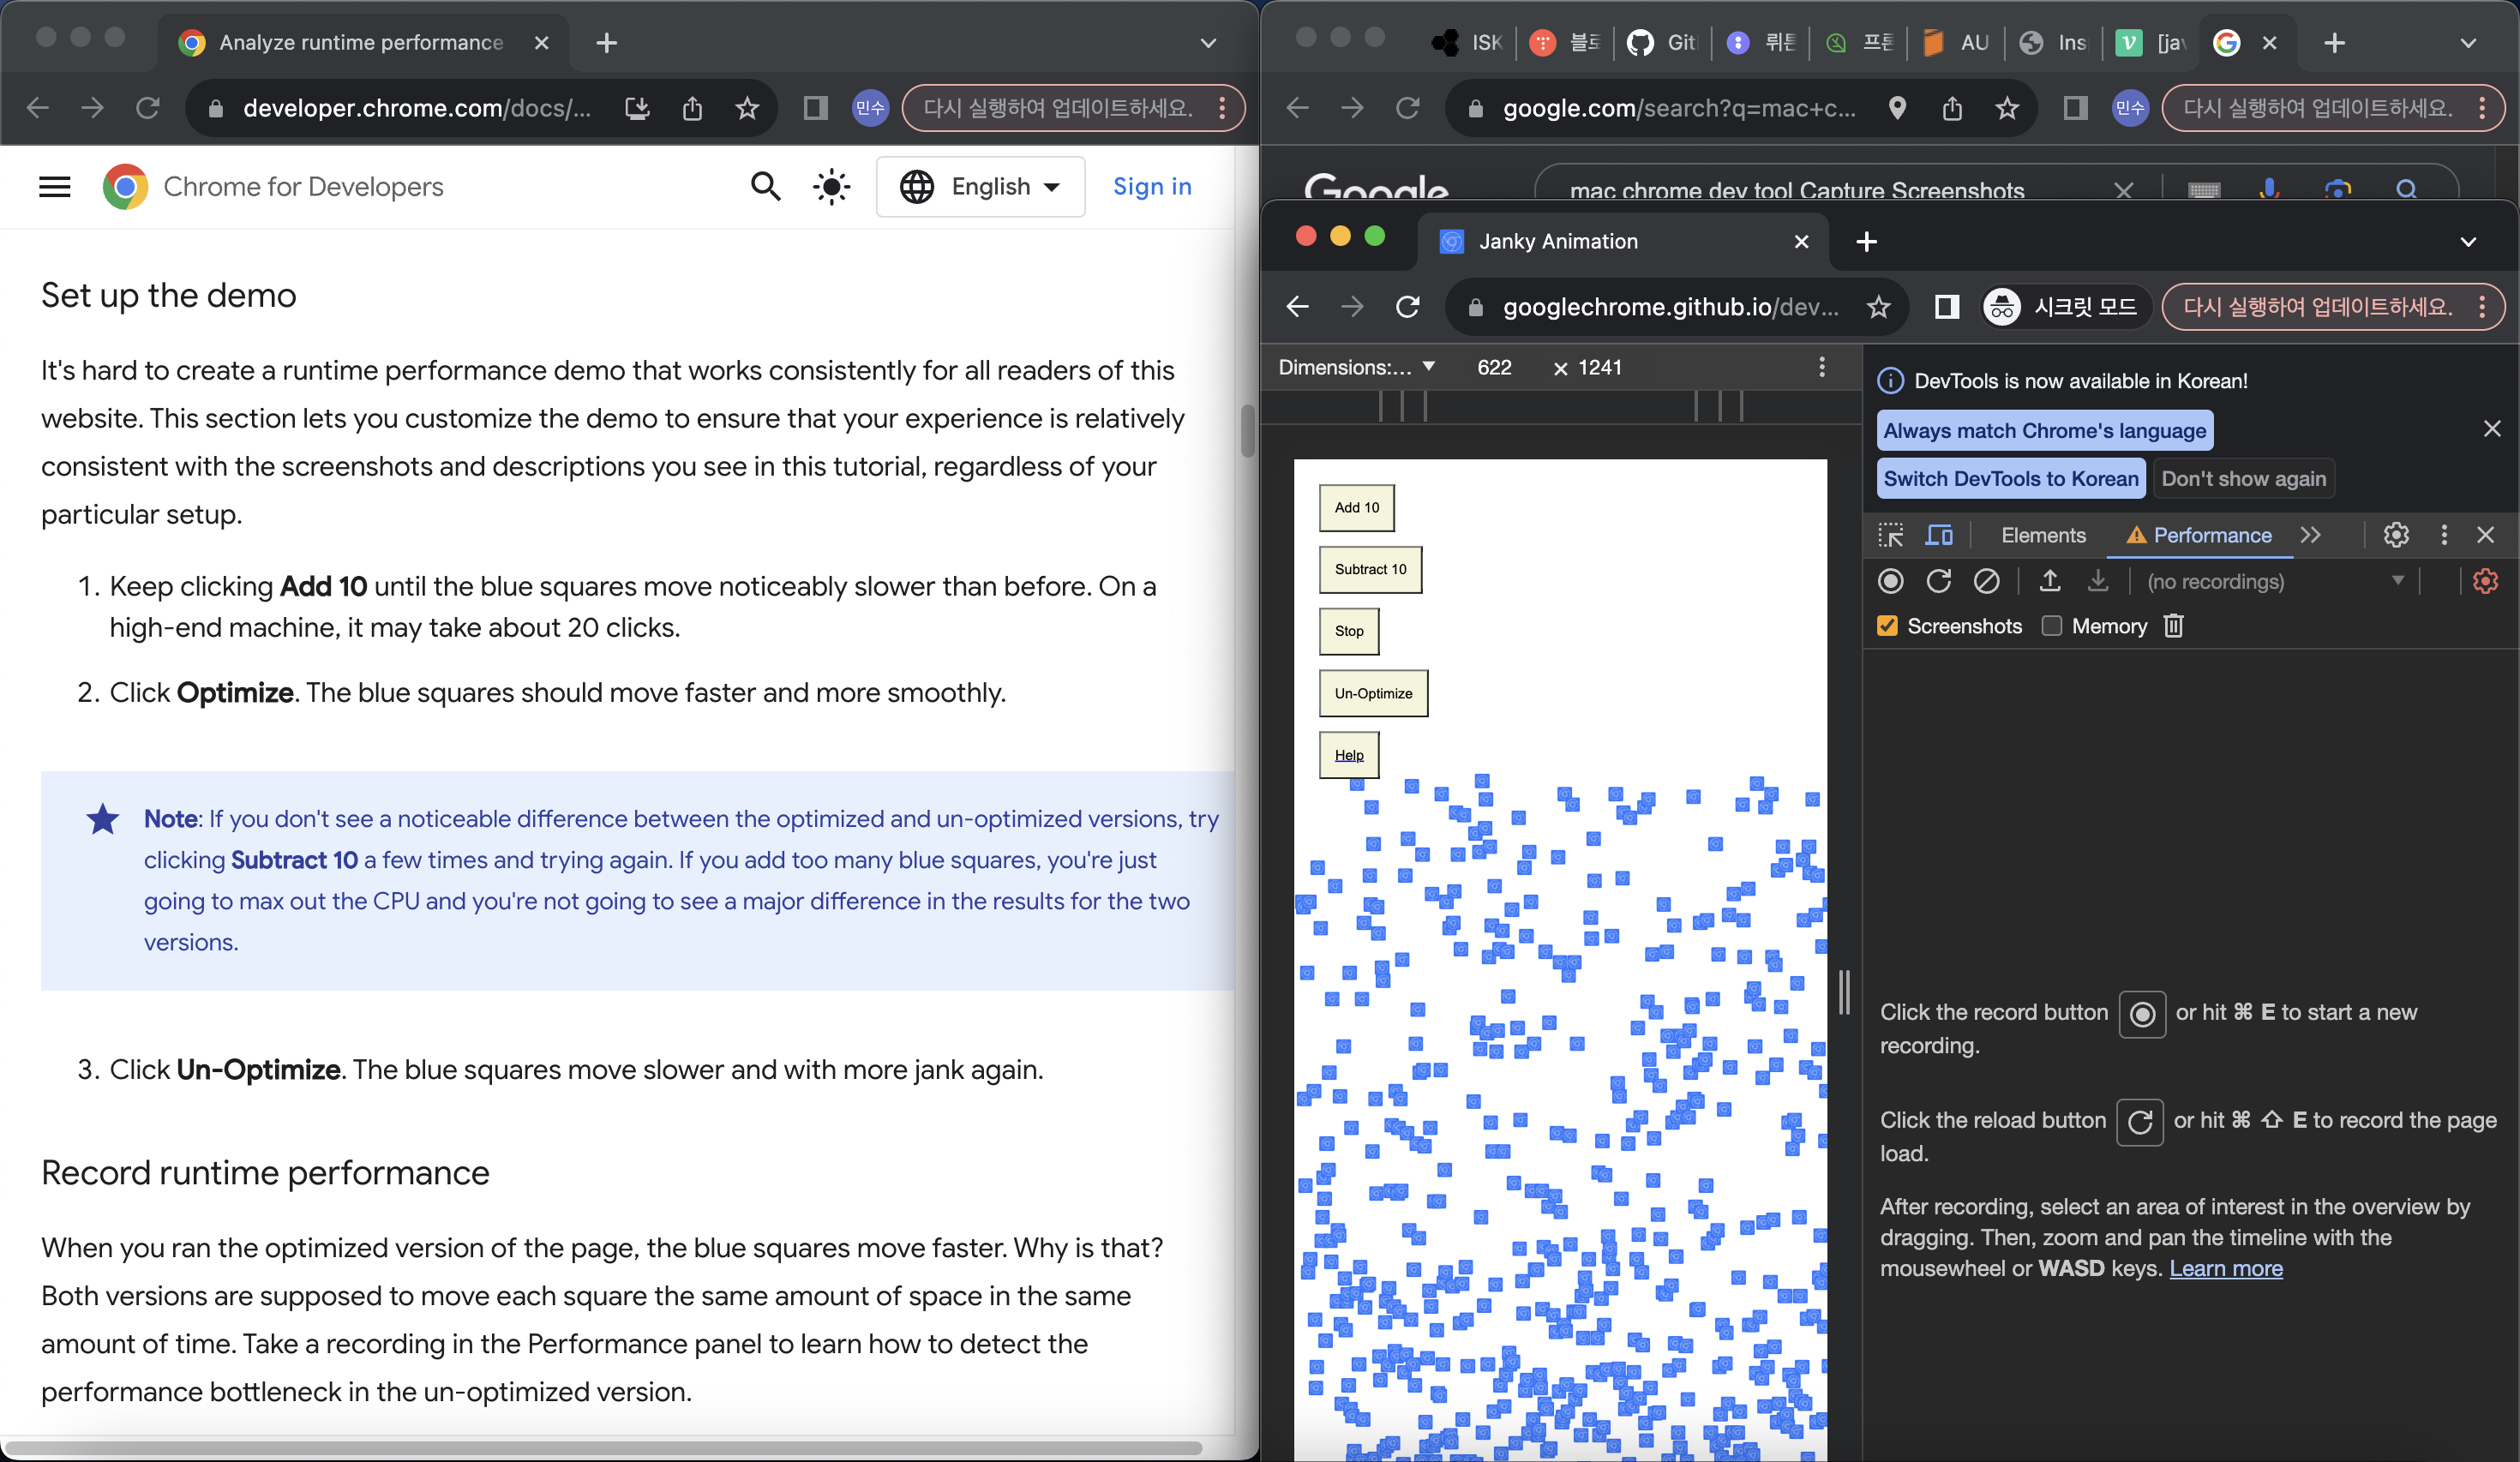 Analyze runtime performance
developer.chrome.com/docs/...
민수
다시 실행하여 업데이트하세요.
Chrome for Developers
English
Sign in
Set up the demo
It's hard to create a runtime performance demo that works consistently for all readers of this
website. This section lets you customize the demo to ensure that your experience is relatively
consistent with the screenshots and descriptions you see in this tutorial, regardless of your
particular setup.
1. Keep clicking Add 10 until the blue squares move noticeably slower than before. On a
high-end machine, it may take about 20 clicks.
2. Click Optimize. The blue squares should move faster and more smoothly.
Note: If you don't see a noticeable difference between the optimized and un-optimized versions, try
clicking Subtract 10 a few times and trying again. If you add too many blue squares, you're just
going to max out the CPU and you're not going to see a major difference in the results for the two
versions.
3. Click Un-Optimize. The blue squares move slower and with more jank again.
Record runtime performance
When you ran the optimized version of the page, the blue squares move faster. Why is that?
Both versions are supposed to move each square the same amount of space in the same
amount of time. Take a recording in the Performance panel to learn how to detect the
performance bottleneck in the un-optimized version.
ISK
블로
Git
뤼튼
프론
AU
Ins
[jav
google.com/search?q=mac+c...
민수
다시 실행하여 업데이트하세요.
Google
mac chrome dev tool Capture Screenshots
Janky Animation
googlechrome.github.io/dev...
시크릿 모드
다시 실행하여 업데이트하세요.
Dimensions:... 622 × 1241
Add 10
Subtract 10
Stop
Un-Optimize
Help
DevTools is now available in Korean!
Always match Chrome's language
Switch DevTools to Korean
Don't show again
Elements
Performance
(no recordings)
Screenshots
Memory
Click the record button or hit ⌘ E to start a new
recording.
Click the reload button or hit ⌘ ⇧ E to record the page
load.
After recording, select an area of interest in the overview by
dragging. Then, zoom and pan the timeline with the
mousewheel or WASD keys. Learn more